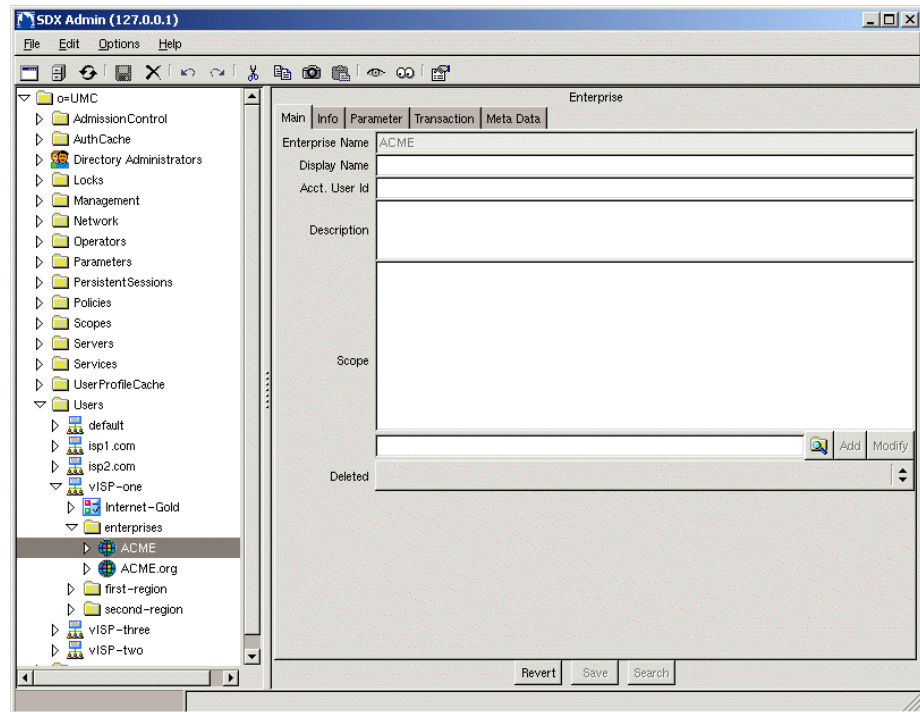 SDX Admin (127.0.0.1)
File Edit Options Help
o=UMC
AdmissionControl
AuthCache
Directory Administrators
Locks
Management
Network
Operators
Parameters
PersistentSessions
Policies
Scopes
Servers
Services
UserProfileCache
Users
default
isp1.com
isp2.com
vISP-one
Internet-Gold
enterprises
ACME
ACME.org
first-region
second-region
vISP-three
vISP-two
Enterprise
Main Info Parameter Transaction Meta Data
Enterprise Name ACME
Display Name
Acct. User Id
Description
Scope
Add Modify
Deleted
Revert Save Search